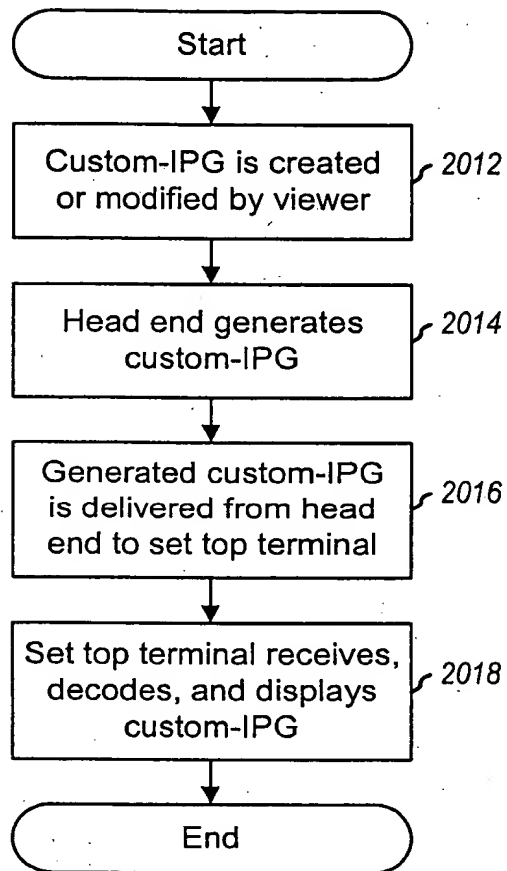 Start
Custom-IPG is created
or modified by viewer
2012
Head end generates
custom-IPG
2014
Generated custom-IPG
is delivered from head
end to set top terminal
2016
Set top terminal receives,
decodes, and displays
custom-IPG
2018
End